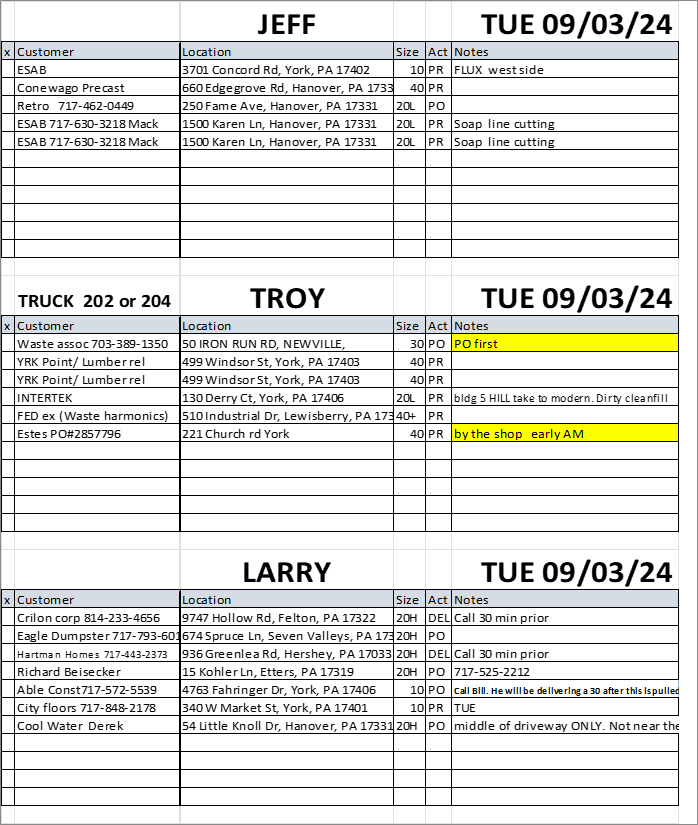 JEFF TUE 09/03/24
x Customer Location Size Act Notes
ESAB 3701 Concord Rd, York, PA 17402 10 PR FLUX west side
Conewago Precast 660 Edgegrove Rd, Hanover, PA 1733 40 PR
Retro 717-462-0449 250 Fame Ave, Hanover, PA 17331 20L PO
ESAB 717-630-3218 Mack 1500 Karen Ln, Hanover, PA 17331 20L PR Soap line cutting
ESAB 717-630-3218 Mack 1500 Karen Ln, Hanover, PA 17331 20L PR Soap line cutting
TRUCK 202 or 204 TROY TUE 09/03/24
x Customer Location Size Act Notes
Waste assoc 703-389-1350 50 IRON RUN RD, NEWVILLE, 30 PO PO first
YRK Point/ Lumber rel 499 Windsor St, York, PA 17403 40 PR
YRK Point/ Lumber rel 499 Windsor St, York, PA 17403 40 PR
INTERTEK 130 Derry Ct, York, PA 17406 20L PR bldg 5 HILL take to modern. Dirty cleanfill
FED ex (Waste harmonics) 510 Industrial Dr, Lewisberry, PA 173 40+ PR
Estes PO#2857796 221 Church rd York 40 PR by the shop early AM
LARRY TUE 09/03/24
x Customer Location Size Act Notes
Crilon corp 814-233-4656 9747 Hollow Rd, Felton, PA 17322 20H DEL Call 30 min prior
Eagle Dumpster 717-793-601 674 Spruce Ln, Seven Valleys, PA 173 20H PO
Hartman Homes 717-443-2373 936 Greenlea Rd, Hershey, PA 17033 20H DEL Call 30 min prior
Richard Beisecker 15 Kohler Ln, Etters, PA 17319 20H PO 717-525-2212
Able Const717-572-5539 4763 Fahringer Dr, York, PA 17406 10 PO Call Bill. He will be delivering a 30 after this is pulled
City floors 717-848-2178 340 W Market St, York, PA 17401 10 PR TUE
Cool Water Derek 54 Little Knoll Dr, Hanover, PA 17331 20H PO middle of driveway ONLY. Not near the